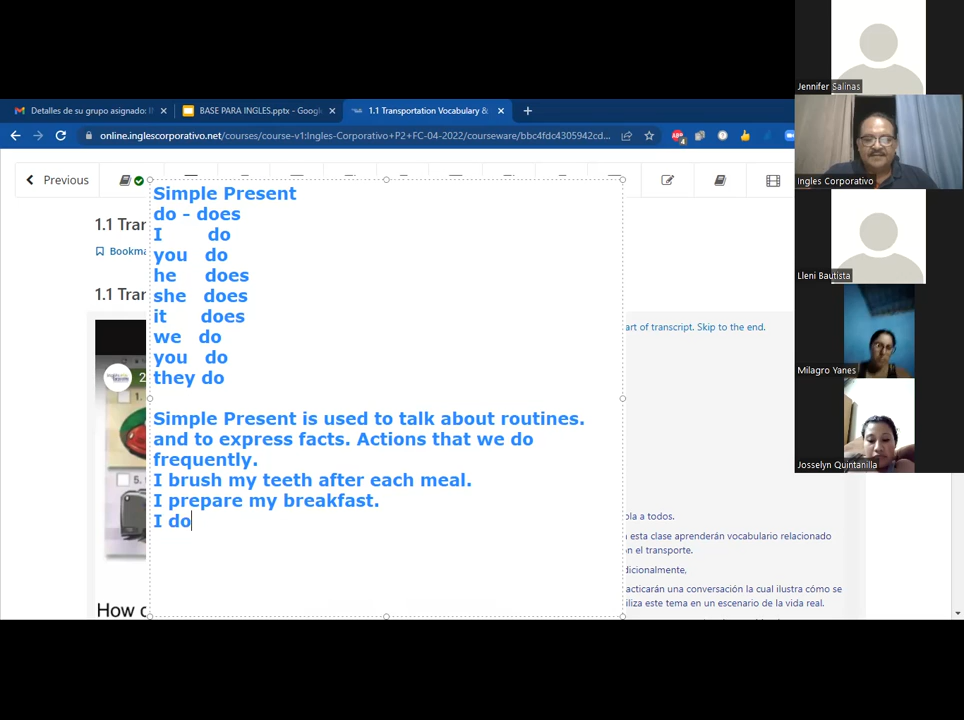 Detalles de su grupo asignado: I
BASE PARA INGLES.pptx - Google
1.1 Transportation Vocabulary &
online.inglescorporativo.net/courses/course-v1:Ingles-Corporativo+P2+FC-04-2022/courseware/bbc4fdc4305942cd...
4
Previous
Simple Present
do - does
I do
you do
he does
she does
it does
we do
you do
they do
Simple Present is used to talk about routines.
and to express facts. Actions that we do
frequently.
I brush my teeth after each meal.
I prepare my breakfast.
I do
1.1 Tran
Bookma
1.1 Tran
2
5
How
art of transcript. Skip to the end.
ola a todos.
esta clase aprenderán vocabulario relacionado
n el transporte.
dicionalmente,
acticarán una conversación la cual ilustra cómo se
iliza este tema en un escenario de la vida real.
Jennifer Salinas
Ingles Corporativo
Lleni Bautista
Milagro Yanes
Josselyn Quintanilla